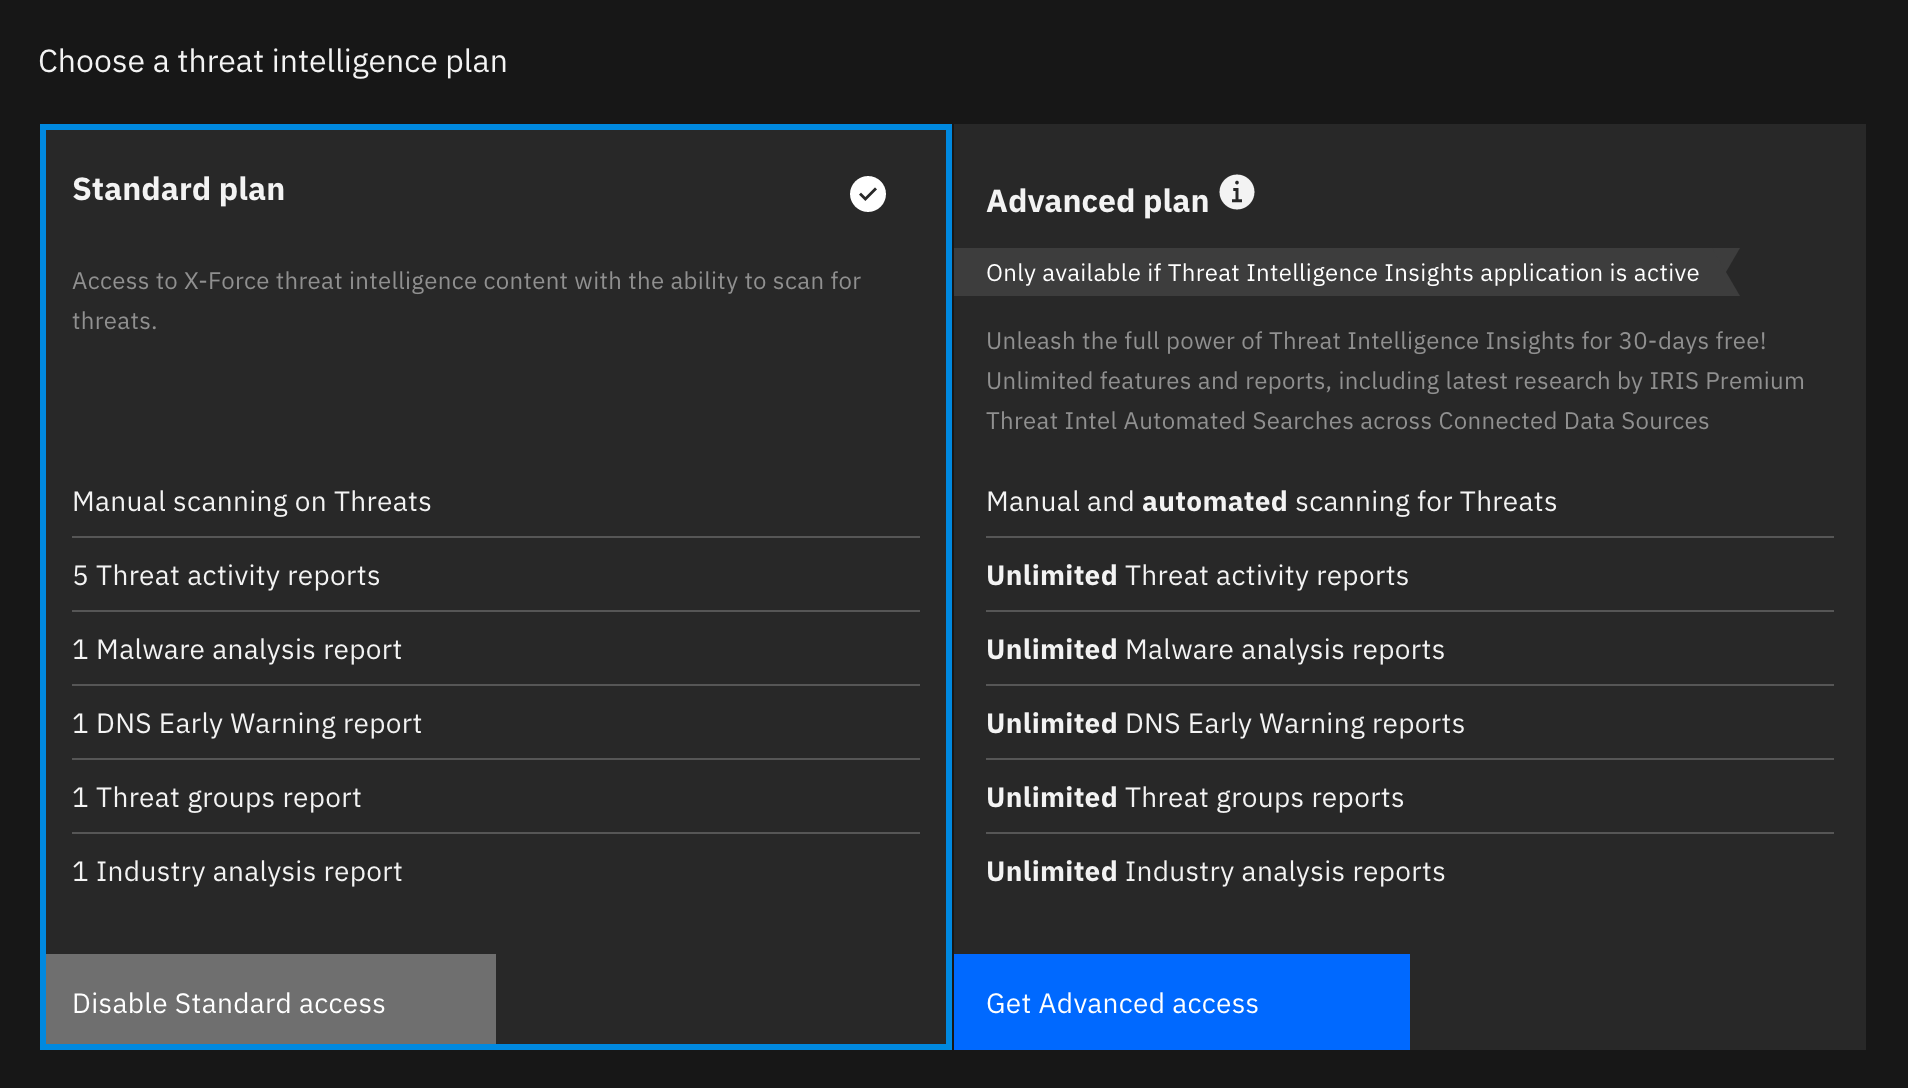 Choose a threat intelligence plan
Standard plan
Access to X-Force threat intelligence content with the ability to scan for
threats.
Manual scanning on Threats
5 Threat activity reports
1 Malware analysis report
1 DNS Early Warning report
1 Threat groups report
1 Industry analysis report
Disable Standard access
Advanced plan
Only available if Threat Intelligence Insights application is active
Unleash the full power of Threat Intelligence Insights for 30-days free!
Unlimited features and reports, including latest research by IRIS Premium
Threat Intel Automated Searches across Connected Data Sources
Manual and automated scanning for Threats
Unlimited Threat activity reports
Unlimited Malware analysis reports
Unlimited DNS Early Warning reports
Unlimited Threat groups reports
Unlimited Industry analysis reports
Get Advanced access